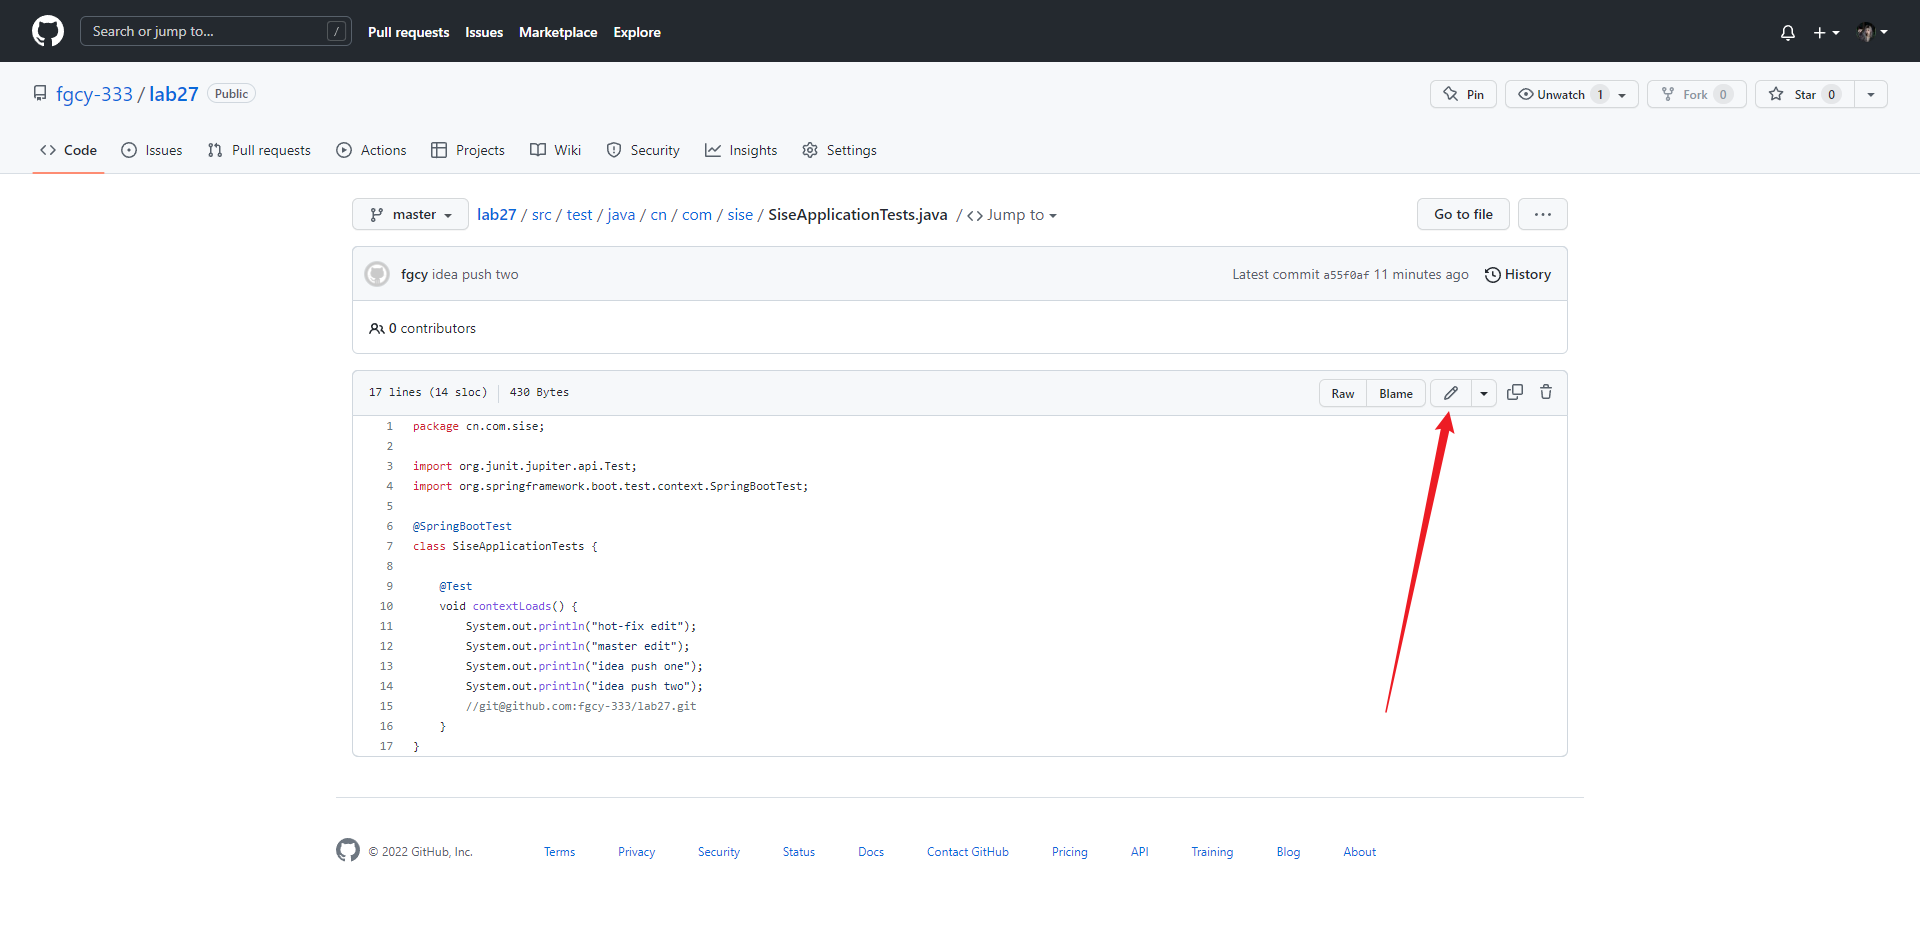 Search or jump to... /
Pull requests Issues Marketplace Explore
fgcy-333 / lab27 Public
Pin Unwatch 1 Fork 0 Star 0
Code Issues Pull requests Actions Projects Wiki Security Insights Settings
master lab27 / src / test / java / cn / com / sise / SiseApplicationTests.java / <> Jump to
Go to file ...
fgcy idea push two
Latest commit a55f0af 11 minutes ago History
0 contributors
17 lines (14 sloc) 430 Bytes
Raw Blame
1 package cn.com.sise;
2
3 import org.junit.jupiter.api.Test;
4 import org.springframework.boot.test.context.SpringBootTest;
5
6 @SpringBootTest
7 class SiseApplicationTests {
8
9 @Test
10 void contextLoads() {
11 System.out.println("hot-fix edit");
12 System.out.println("master edit");
13 System.out.println("idea push one");
14 System.out.println("idea push two");
15 //git@github.com:fgcy-333/lab27.git
16 }
17 }
© 2022 GitHub, Inc. Terms Privacy Security Status Docs Contact GitHub Pricing API Training Blog About